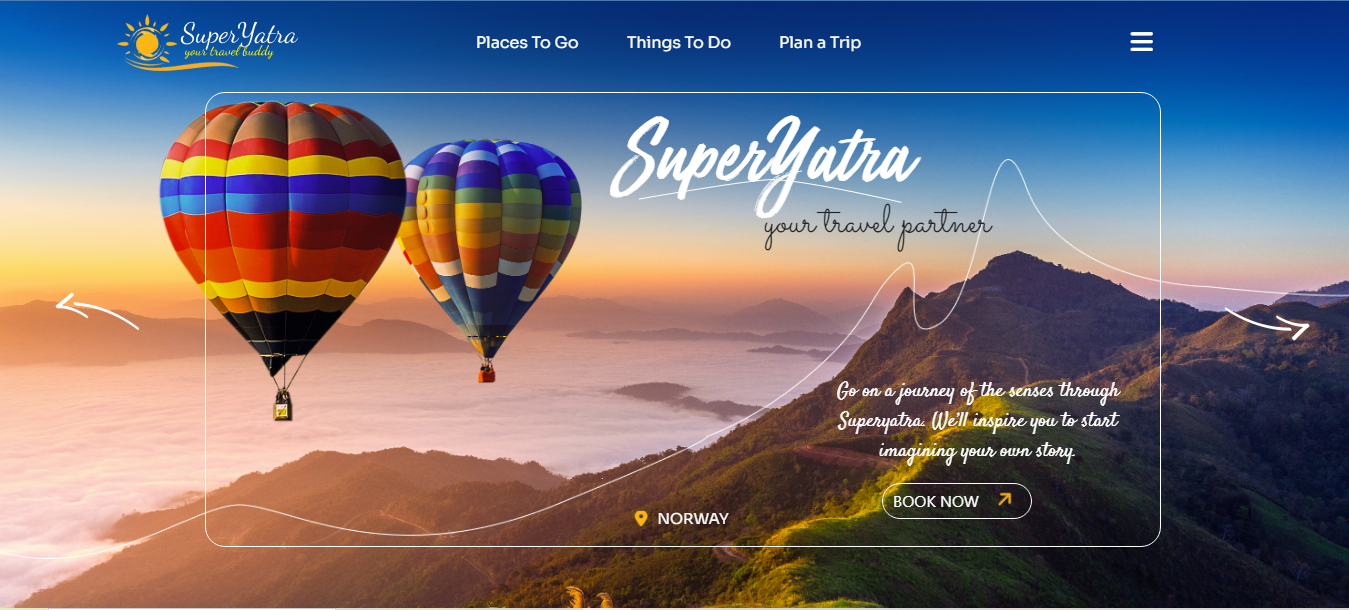 SuperYatra
your travel buddy
Places To Go
Things To Do
Plan a Trip
SuperYatra
your travel partner
Go on a journey of the senses through
Superyatra. We'll inspire you to start
imagining your own story.
BOOK NOW
NORWAY